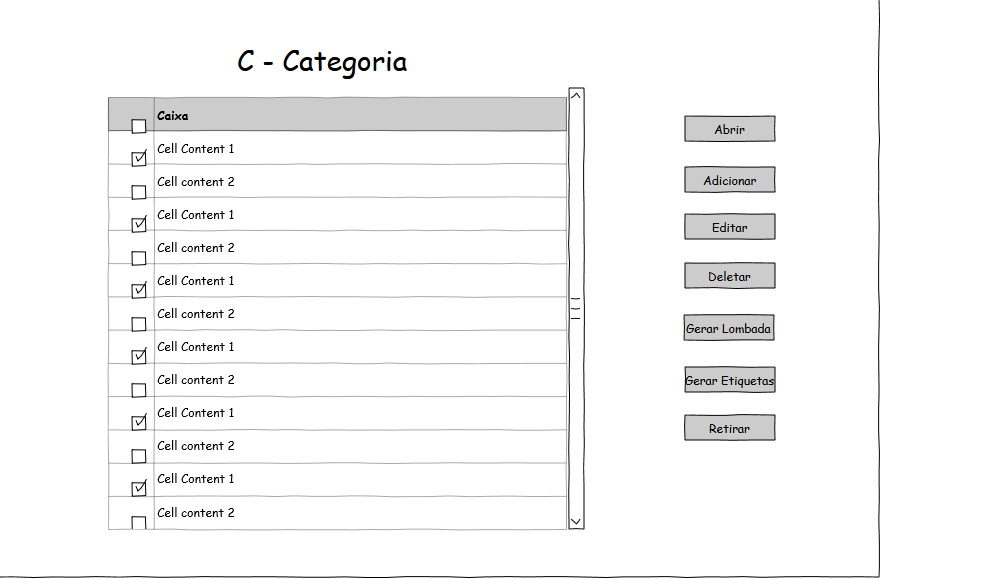 C - Categoria
Caixa
Cell Content 1
Cell content 2
Cell Content 1
Cell content 2
Cell Content 1
Cell content 2
Cell Content 1
Cell content 2
Cell Content 1
Cell content 2
Cell Content 1
Cell content 2
Abrir
Adicionar
Editar
Deletar
Gerar Lombada
Gerar Etiquetas
Retirar